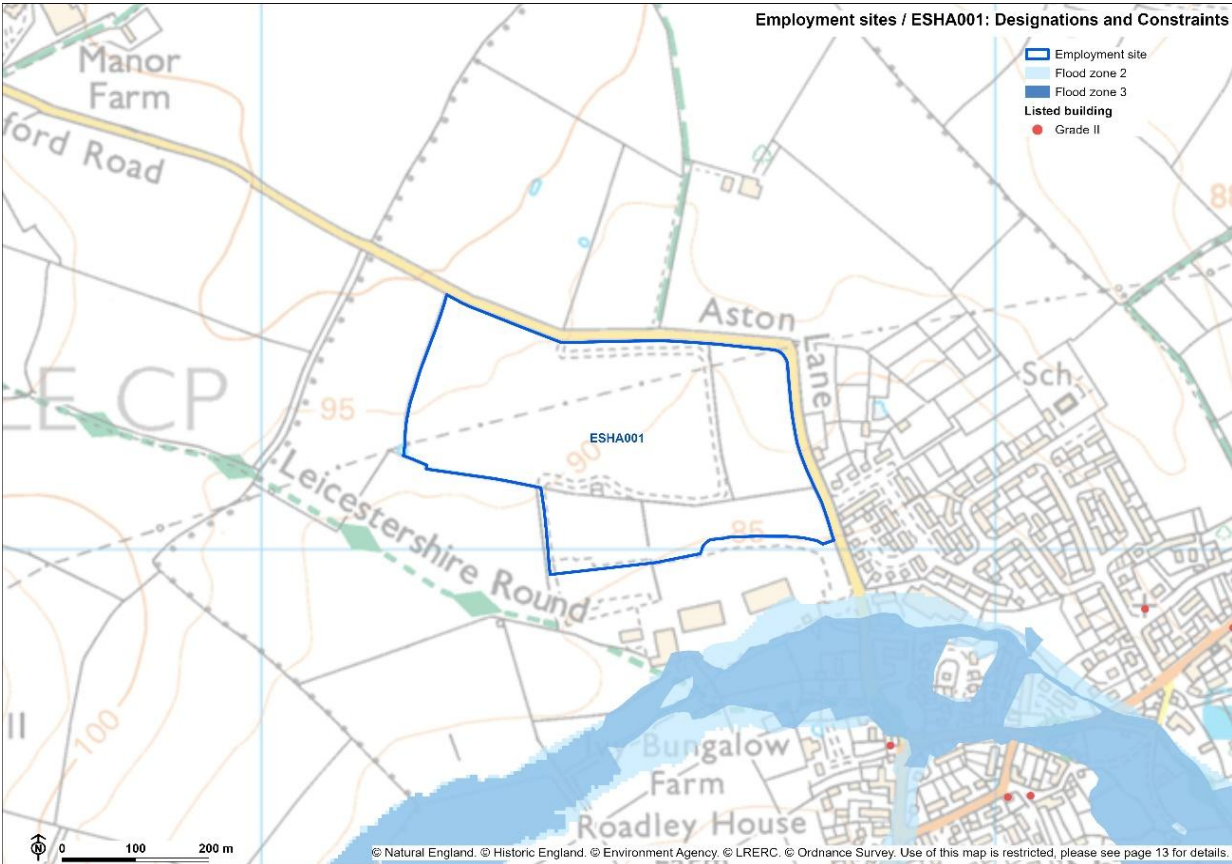 Employment sites / ESHA001: Designations and Constraints
Employment site
Flood zone 2
Flood zone 3
Listed building
Grade II
Manor
Farm
ford Road
Aston
Lane
Sch
E CP
95
ESHA001
90
85
Leicestershire Round
100
II
Bungalow
Farm
Roadley House
N
0 100 200 m
© Natural England. © Historic England. © Environment Agency. © LRERC. © Ordnance Survey. Use of this map is restricted, please see page 13 for details